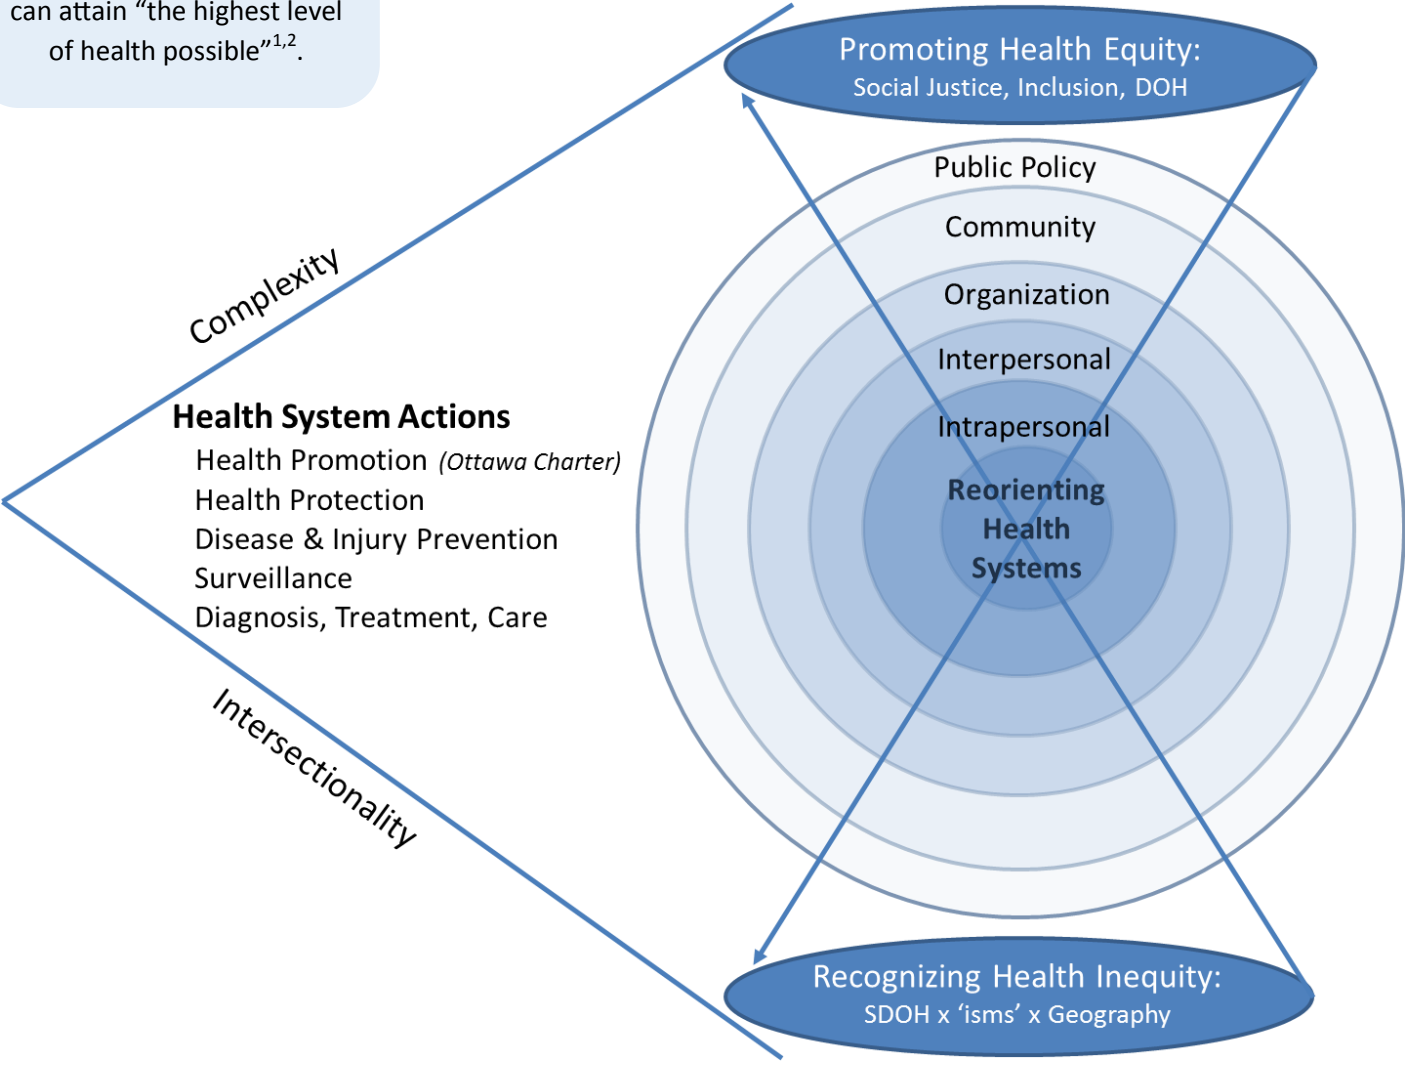 can attain “the highest level
of health possible”1,2.
Promoting Health Equity:
Social Justice, Inclusion, DOH
Public Policy
Community
Organization
Interpersonal
Intrapersonal
Reorienting
Health
Systems
Complexity
Health System Actions
Health Promotion (Ottawa Charter)
Health Protection
Disease & Injury Prevention
Surveillance
Diagnosis, Treatment, Care
Intersectionality
Recognizing Health Inequity:
SDOH x ‘isms’ x Geography